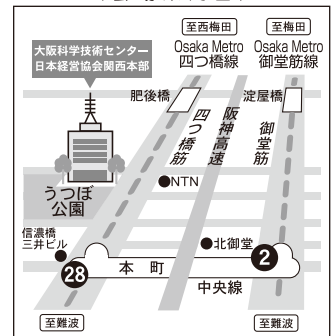 至西梅田
至梅田
Osaka Metro
四つ橋線
Osaka Metro
御堂筋線
大阪科学技術センター
日本経営協会関西本部
肥後橋
淀屋橋
四つ橋筋
阪神高速
御堂筋
●NTN
うつぼ
公園
信濃橋
三井ビル
●北御堂
28
本町
2
中央線
至難波
至難波